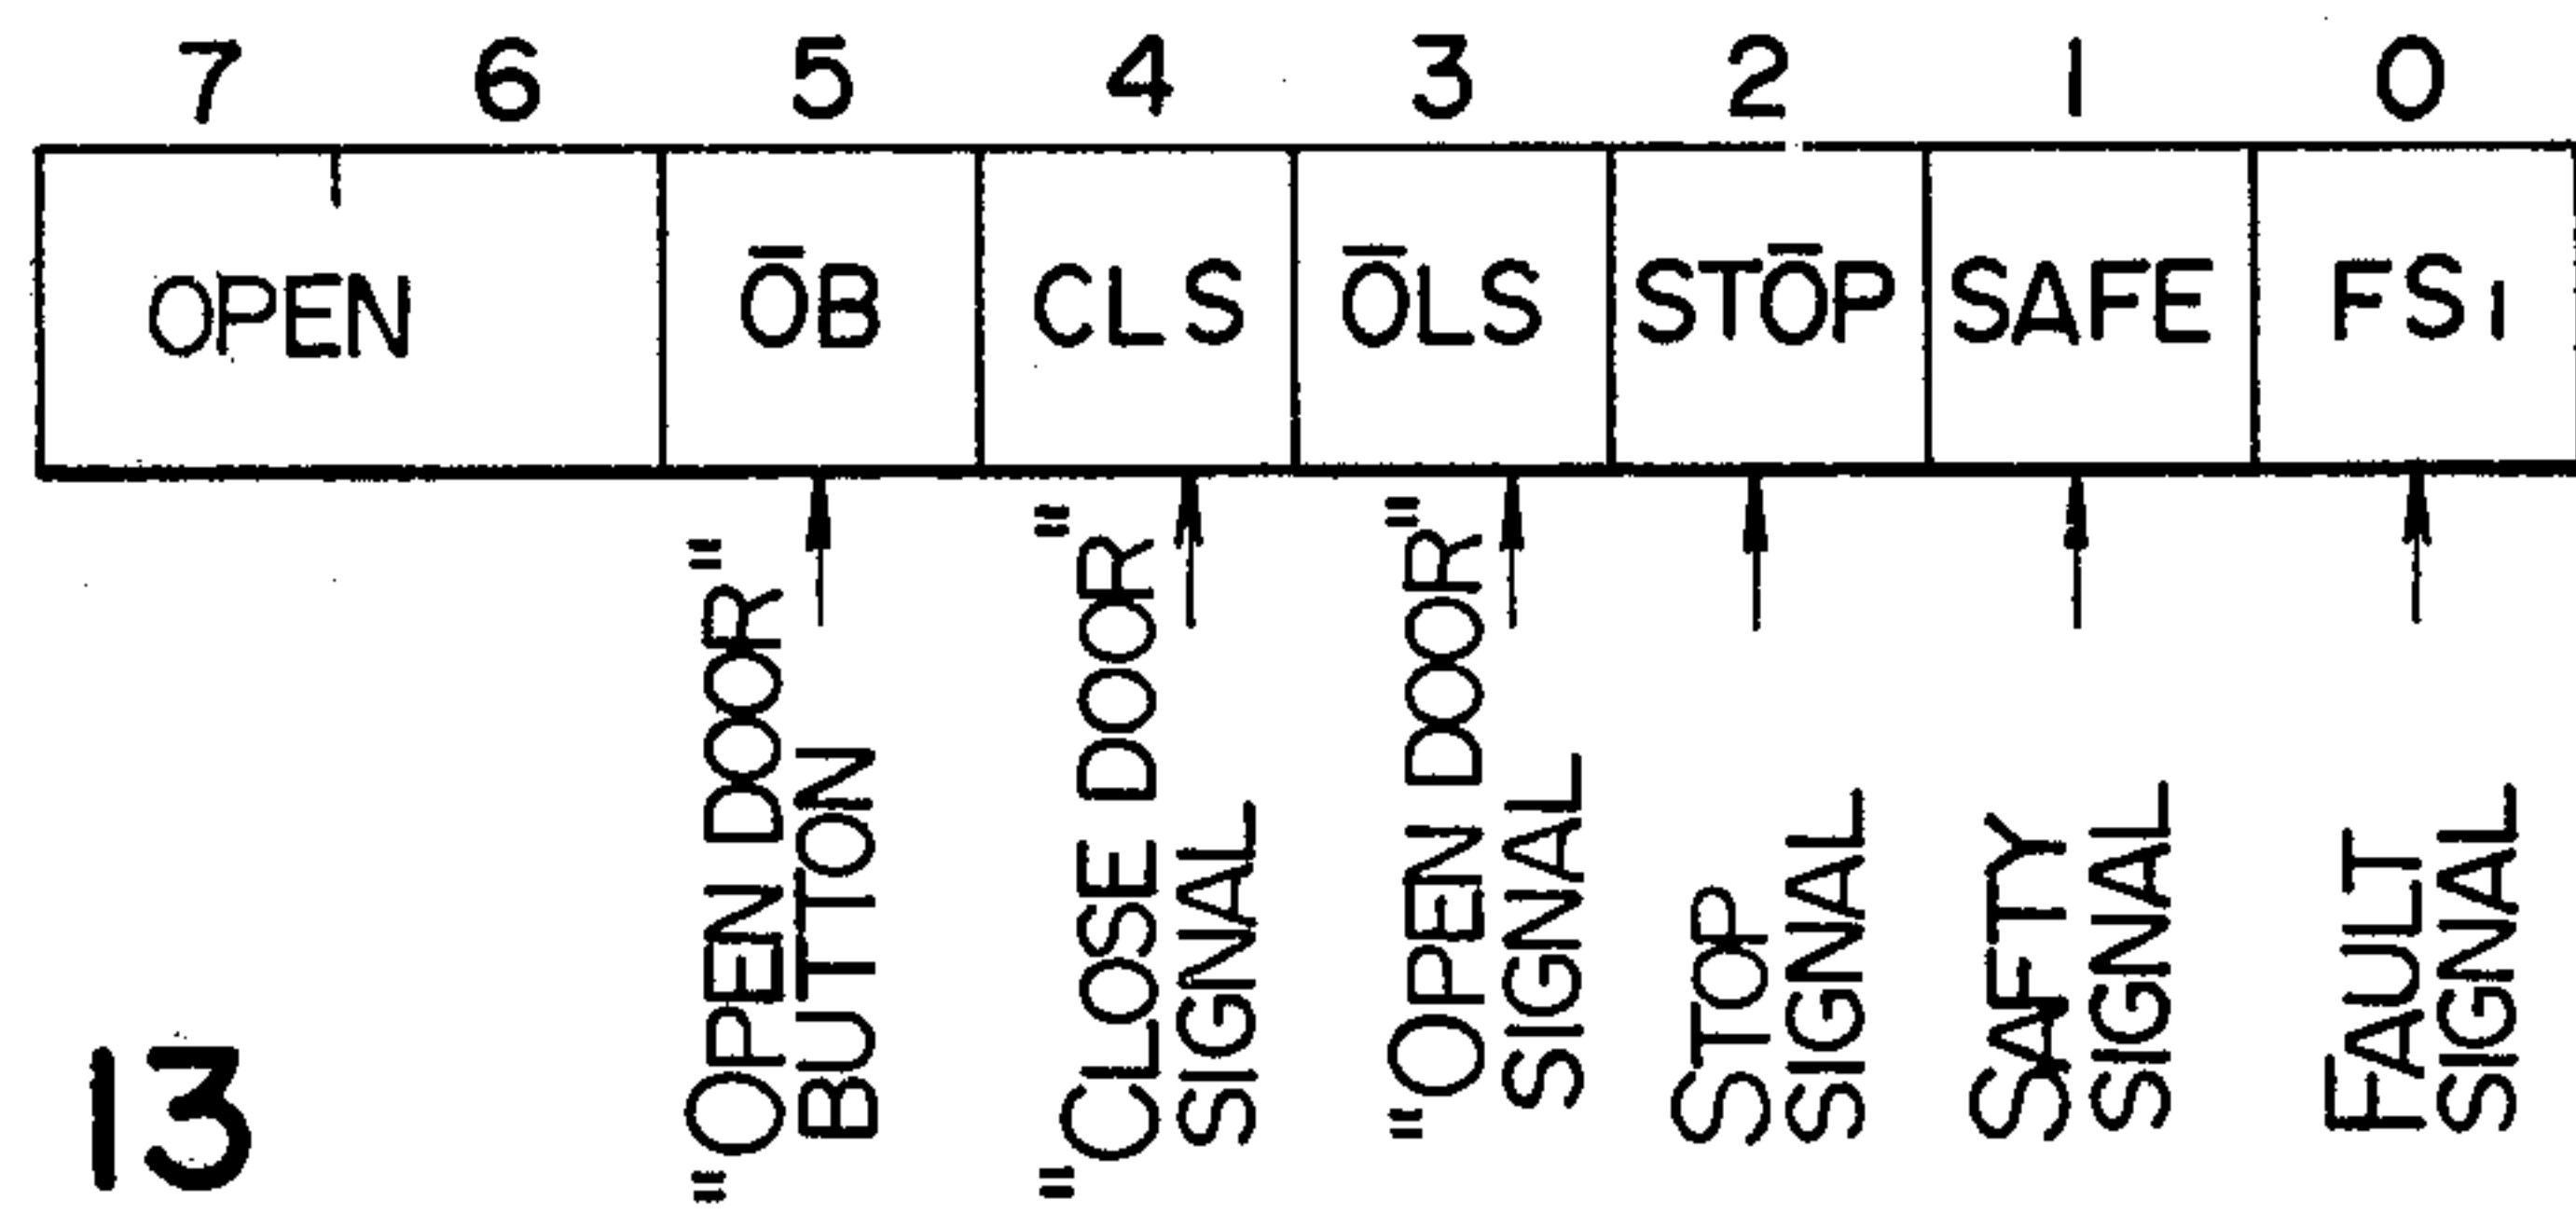 7 6 5 4 3 2 1 0
OPEN ŌB CLS ŌLS STŌP SAFE FS1
"OPEN DOOR"
BUTTON
"CLOSE DOOR"
SIGNAL
"OPEN DOOR"
SIGNAL
STOP
SIGNAL
SAFTY
SIGNAL
FAULT
SIGNAL
13